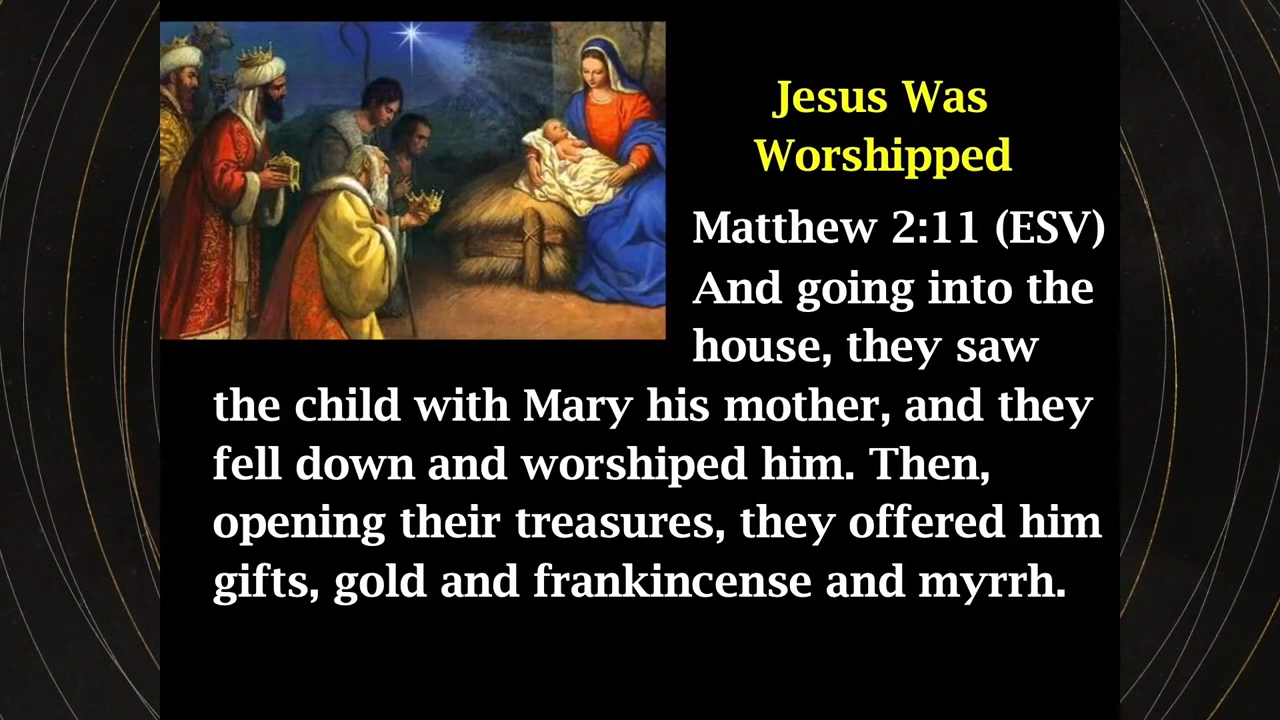 Jesus Was
Worshipped
Matthew 2:11 (ESV)
And going into the
house, they saw
the child with Mary his mother, and they
fell down and worshiped him. Then,
opening their treasures, they offered him
gifts, gold and frankincense and myrrh.